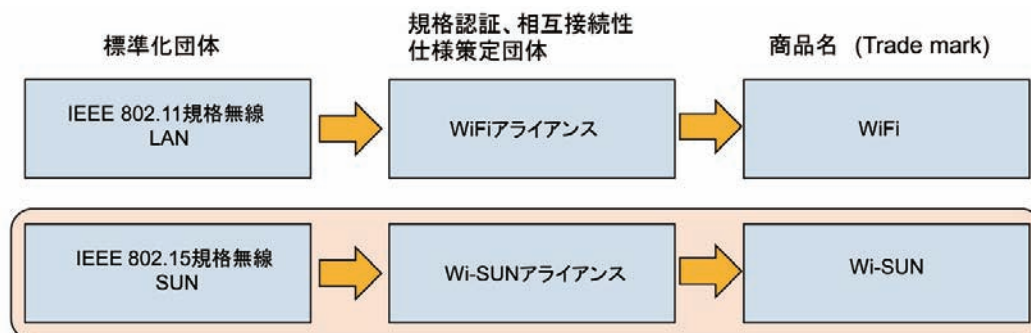 標準化団体
規格認証、相互接続性
仕様策定団体
商品名 (Trade mark)
IEEE 802.11規格無線
LAN
WiFiアライアンス
WiFi
IEEE 802.15規格無線
SUN
Wi-SUNアライアンス
Wi-SUN